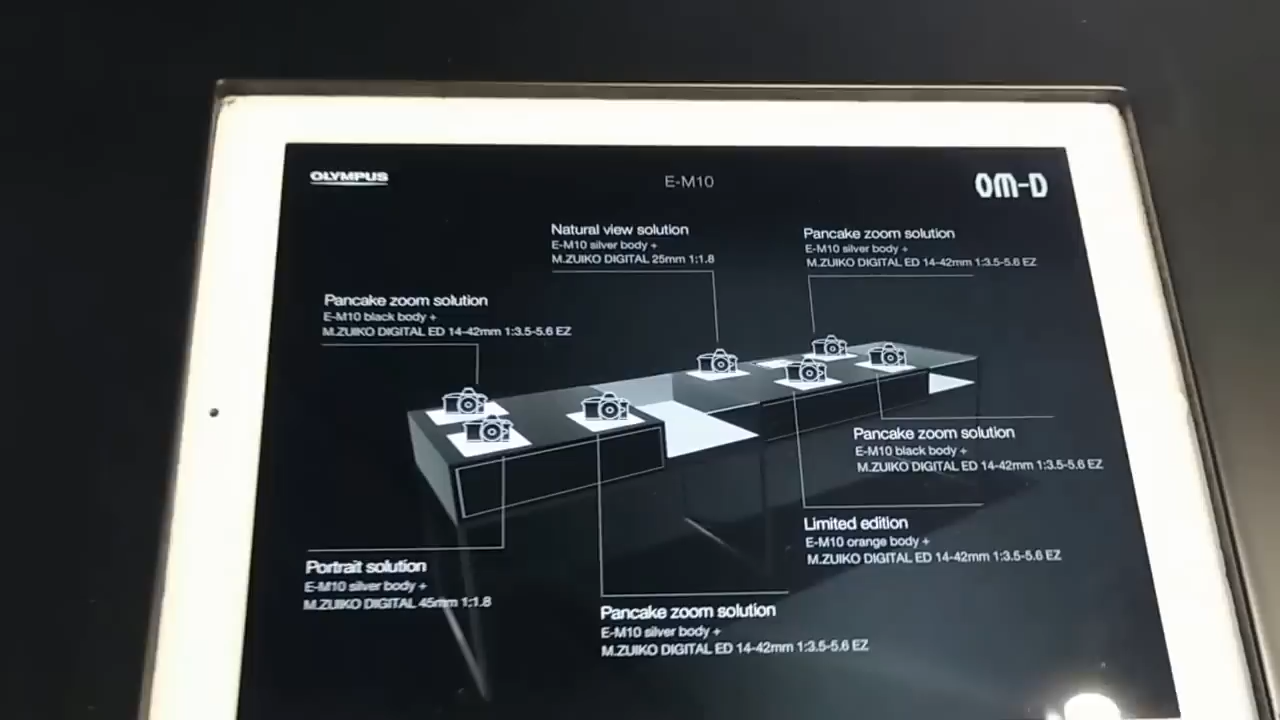 OLYMPUS
E-M10
OM-D
Natural view solution
E-M10 silver body +
M.ZUIKO DIGITAL 25mm 1:1.8
Pancake zoom solution
E-M10 silver body +
M.ZUIKO DIGITAL ED 14-42mm 1:3.5-5.6 EZ
Pancake zoom solution
E-M10 black body +
M.ZUIKO DIGITAL ED 14-42mm 1:3.5-5.6 EZ
Pancake zoom solution
E-M10 black body +
M.ZUIKO DIGITAL ED 14-42mm 1:3.5-5.6 EZ
Limited edition
E-M10 orange body +
M.ZUIKO DIGITAL ED 14-42mm 1:3.5-5.6 EZ
Portrait solution
E-M10 silver body +
M.ZUIKO DIGITAL 45mm 1:1.8
Pancake zoom solution
E-M10 silver body +
M.ZUIKO DIGITAL ED 14-42mm 1:3.5-5.6 EZ